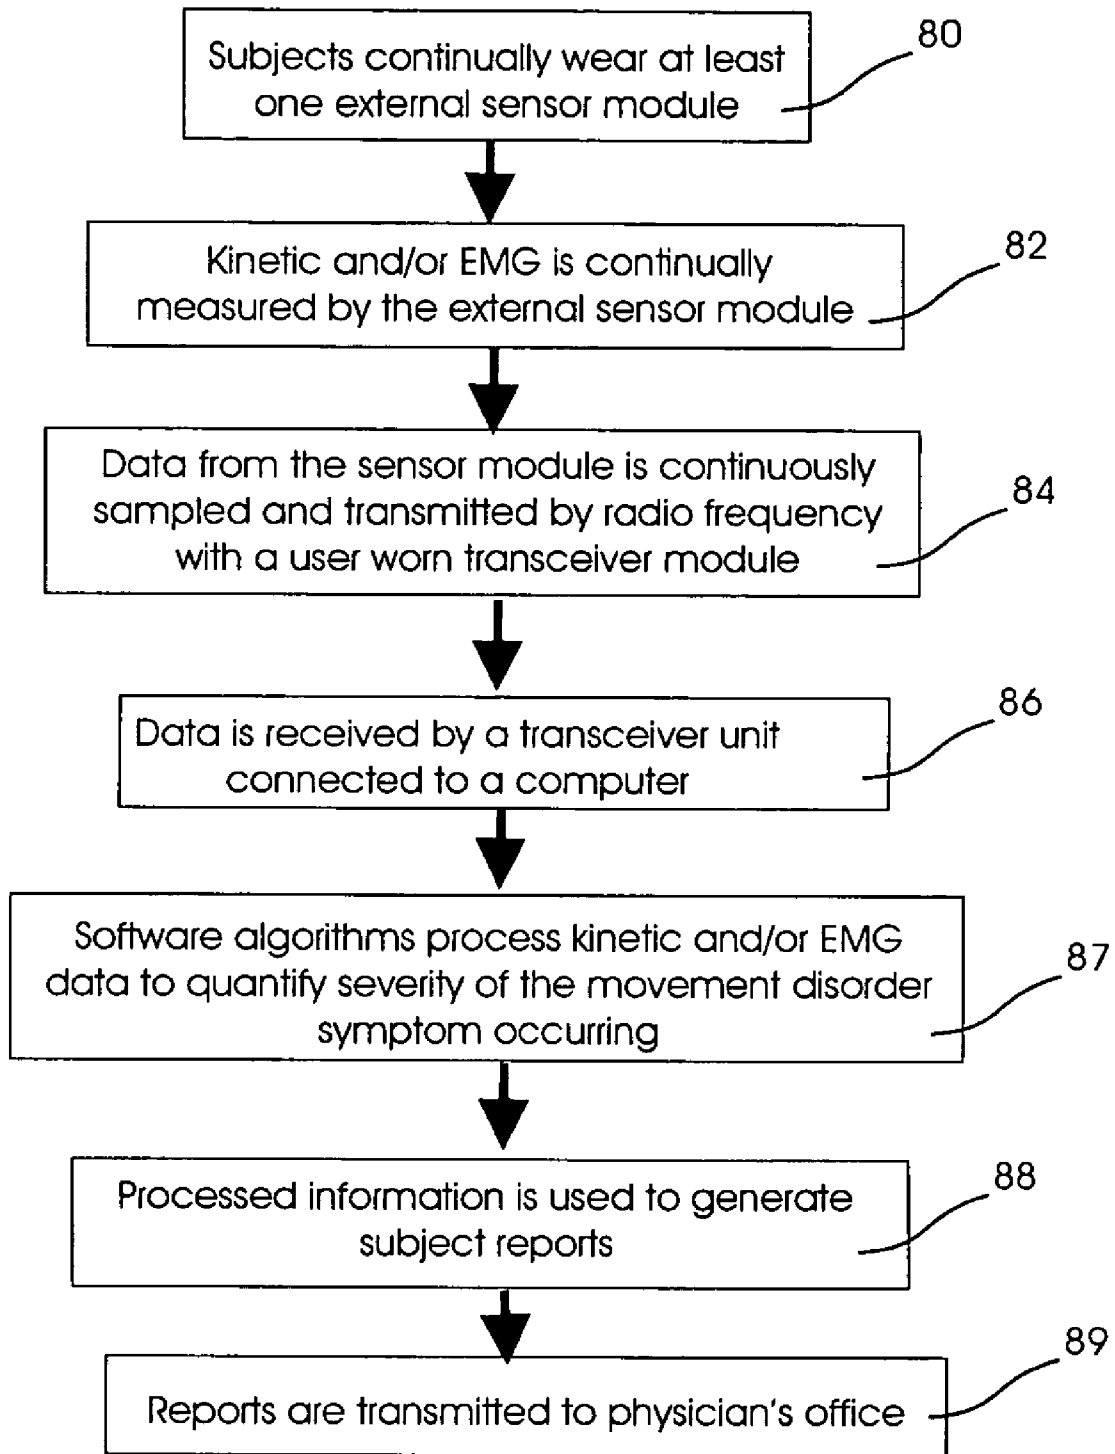 Subjects continually wear at least
one external sensor module
80
Kinetic and/or EMG is continually
measured by the external sensor module
82
Data from the sensor module is continuously
sampled and transmitted by radio frequency
with a user worn transceiver module
84
Data is received by a transceiver unit
connected to a computer
86
Software algorithms process kinetic and/or EMG
data to quantify severity of the movement disorder
symptom occurring
87
Processed information is used to generate
subject reports
88
Reports are transmitted to physician's office
89